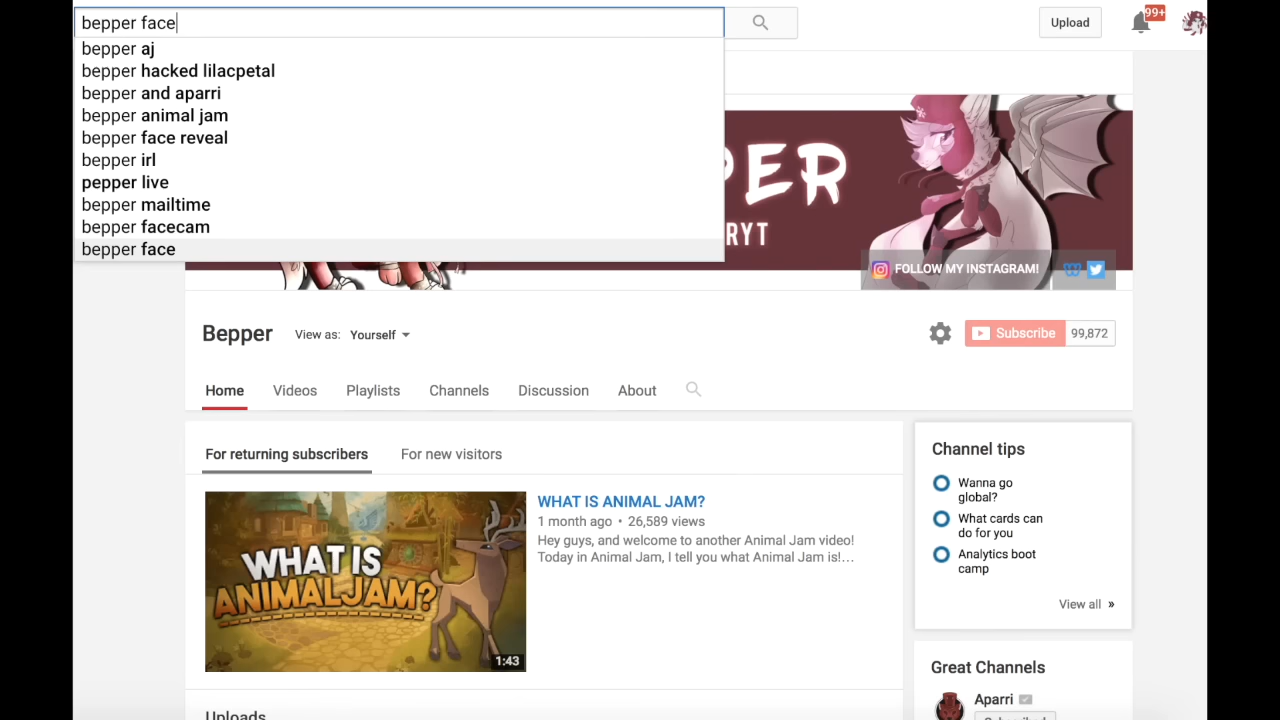 bepper face
Upload
99+
bepper aj
bepper hacked lilacpetal
bepper and aparri
bepper animal jam
bepper face reveal
bepper irl
pepper live
bepper mailtime
bepper facecam
bepper face
PER
RYT
FOLLOW MY INSTAGRAM!
Bepper
View as: Yourself
Subscribe 99,872
Home Videos Playlists Channels Discussion About
For returning subscribers For new visitors
WHAT IS ANIMAL JAM?
1 month ago • 26,589 views
Hey guys, and welcome to another Animal Jam video!
Today in Animal Jam, I tell you what Animal Jam is!...
WHAT IS
ANIMAL JAM?
1:43
Channel tips
Wanna go
global?
What cards can
do for you
Analytics boot
camp
View all »
Great Channels
Aparri
Subscribed
Uploads